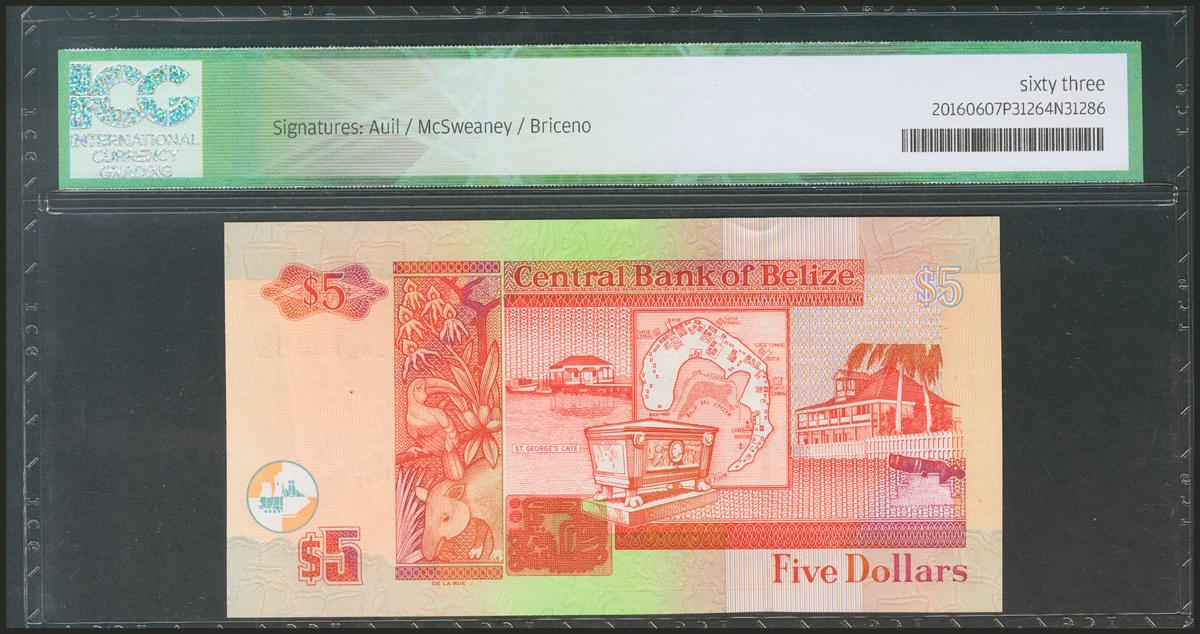 ICG
INTERNATIONAL
CURRENCY
GRADING
Signatures: Auil / McSweaney / Briceno
sixty three
20160607P31264N31286
$5
Central Bank of Belize
$5
ST. GEORGE'S CAYE
$5
DE LA RUE
Five Dollars